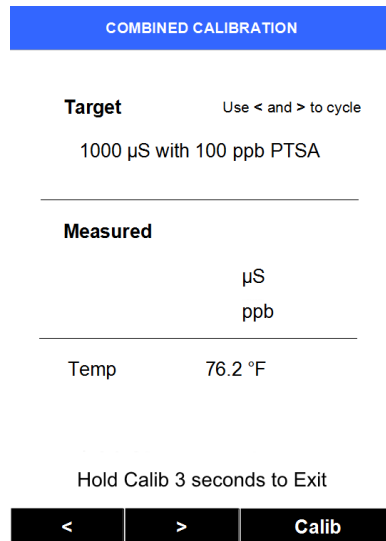 COMBINED CALIBRATION
Target Use < and > to cycle
1000 µS with 100 ppb PTSA
Measured
µS
ppb
Temp 76.2 °F
Hold Calib 3 seconds to Exit
< > Calib